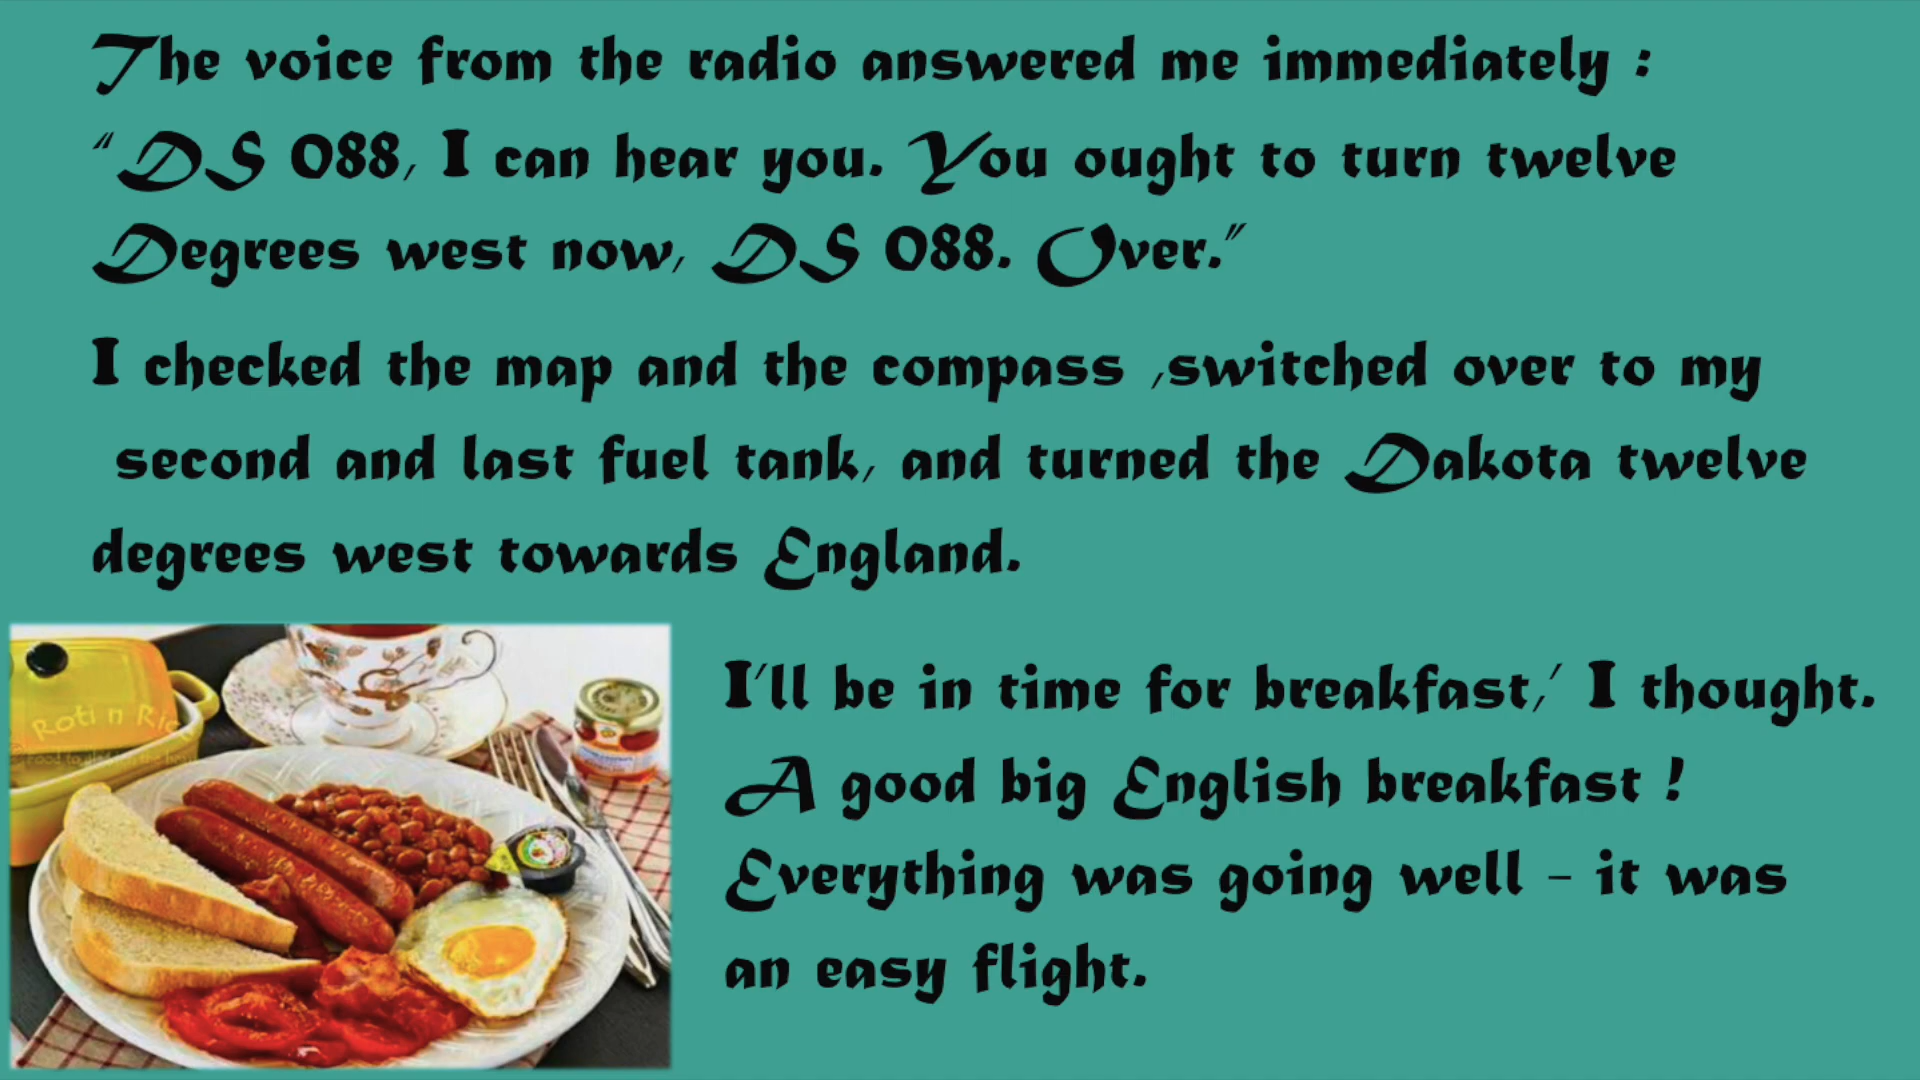 The voice from the radio answered me immediately :
“DS 088, I can hear you. You ought to turn twelve
Degrees west now, DS 088. Over.”
I checked the map and the compass ,switched over to my
second and last fuel tank, and turned the Dakota twelve
degrees west towards England.
I’ll be in time for breakfast,’ I thought.
A good big English breakfast !
Everything was going well – it was
an easy flight.
Roti n Ric